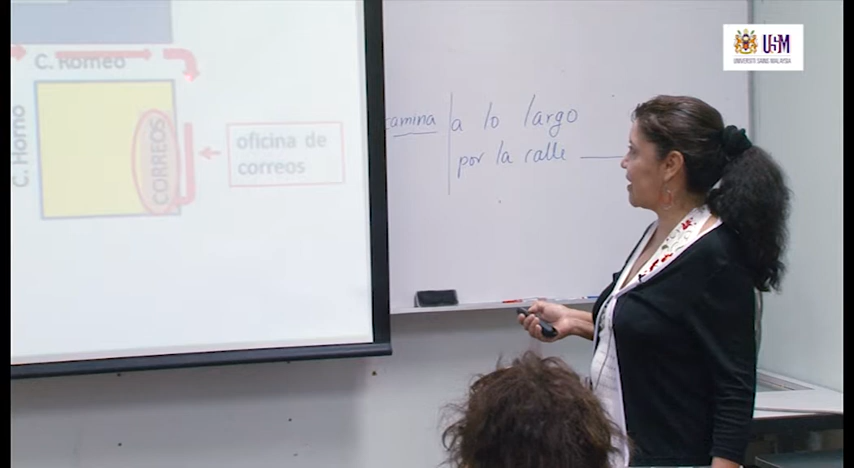 C. Romeo
C. Horno
CORREOS
oficina de
correos
camina a lo largo
por la calle
USM
UNIVERSITI SAINS MALAYSIA